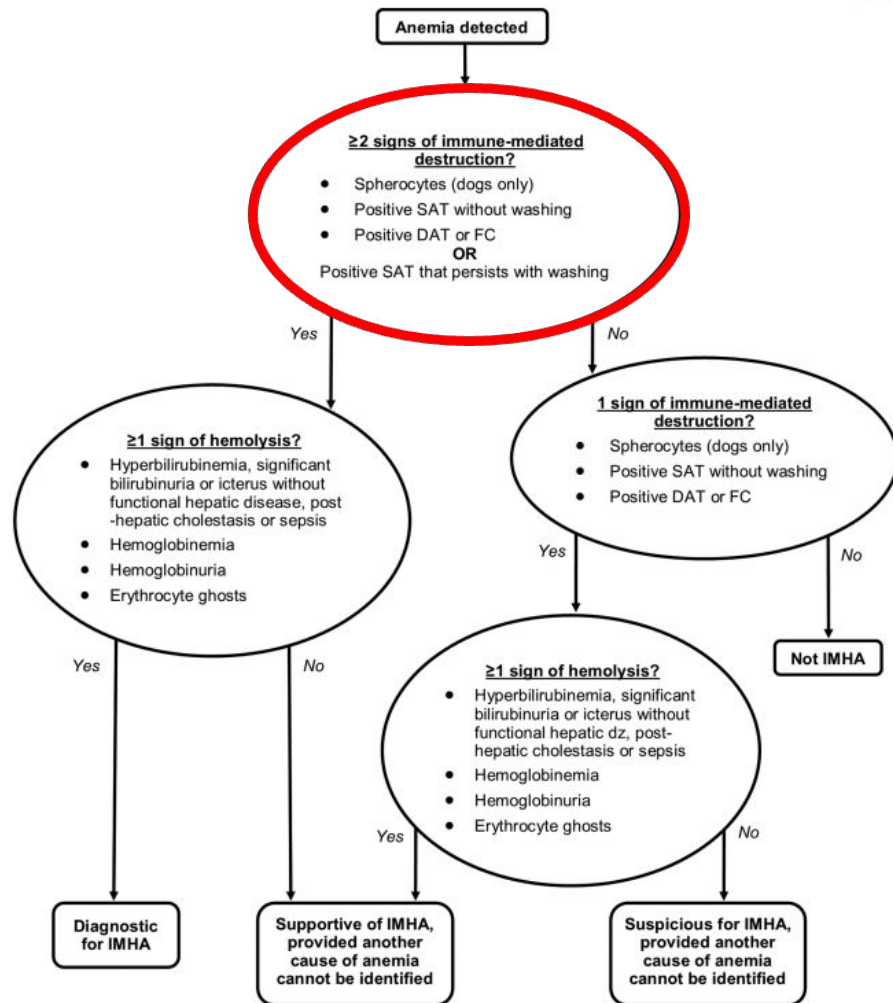 Anemia detected
≥2 signs of immune-mediated
destruction?
● Spherocytes (dogs only)
● Positive SAT without washing
● Positive DAT or FC
OR
Positive SAT that persists with washing
Yes
No
≥1 sign of hemolysis?
● Hyperbilirubinemia, significant
bilirubinuria or icterus without
functional hepatic disease, post
-hepatic cholestasis or sepsis
● Hemoglobinemia
● Hemoglobinuria
● Erythrocyte ghosts
1 sign of immune-mediated
destruction?
● Spherocytes (dogs only)
● Positive SAT without washing
● Positive DAT or FC
Yes
No
Yes
No
≥1 sign of hemolysis?
● Hyperbilirubinemia, significant
bilirubinuria or icterus without
functional hepatic dz, post-
hepatic cholestasis or sepsis
● Hemoglobinemia
● Hemoglobinuria
● Erythrocyte ghosts
Not IMHA
Yes
No
Diagnostic
for IMHA
Supportive of IMHA,
provided another
cause of anemia
cannot be identified
Suspicious for IMHA,
provided another
cause of anemia
cannot be identified